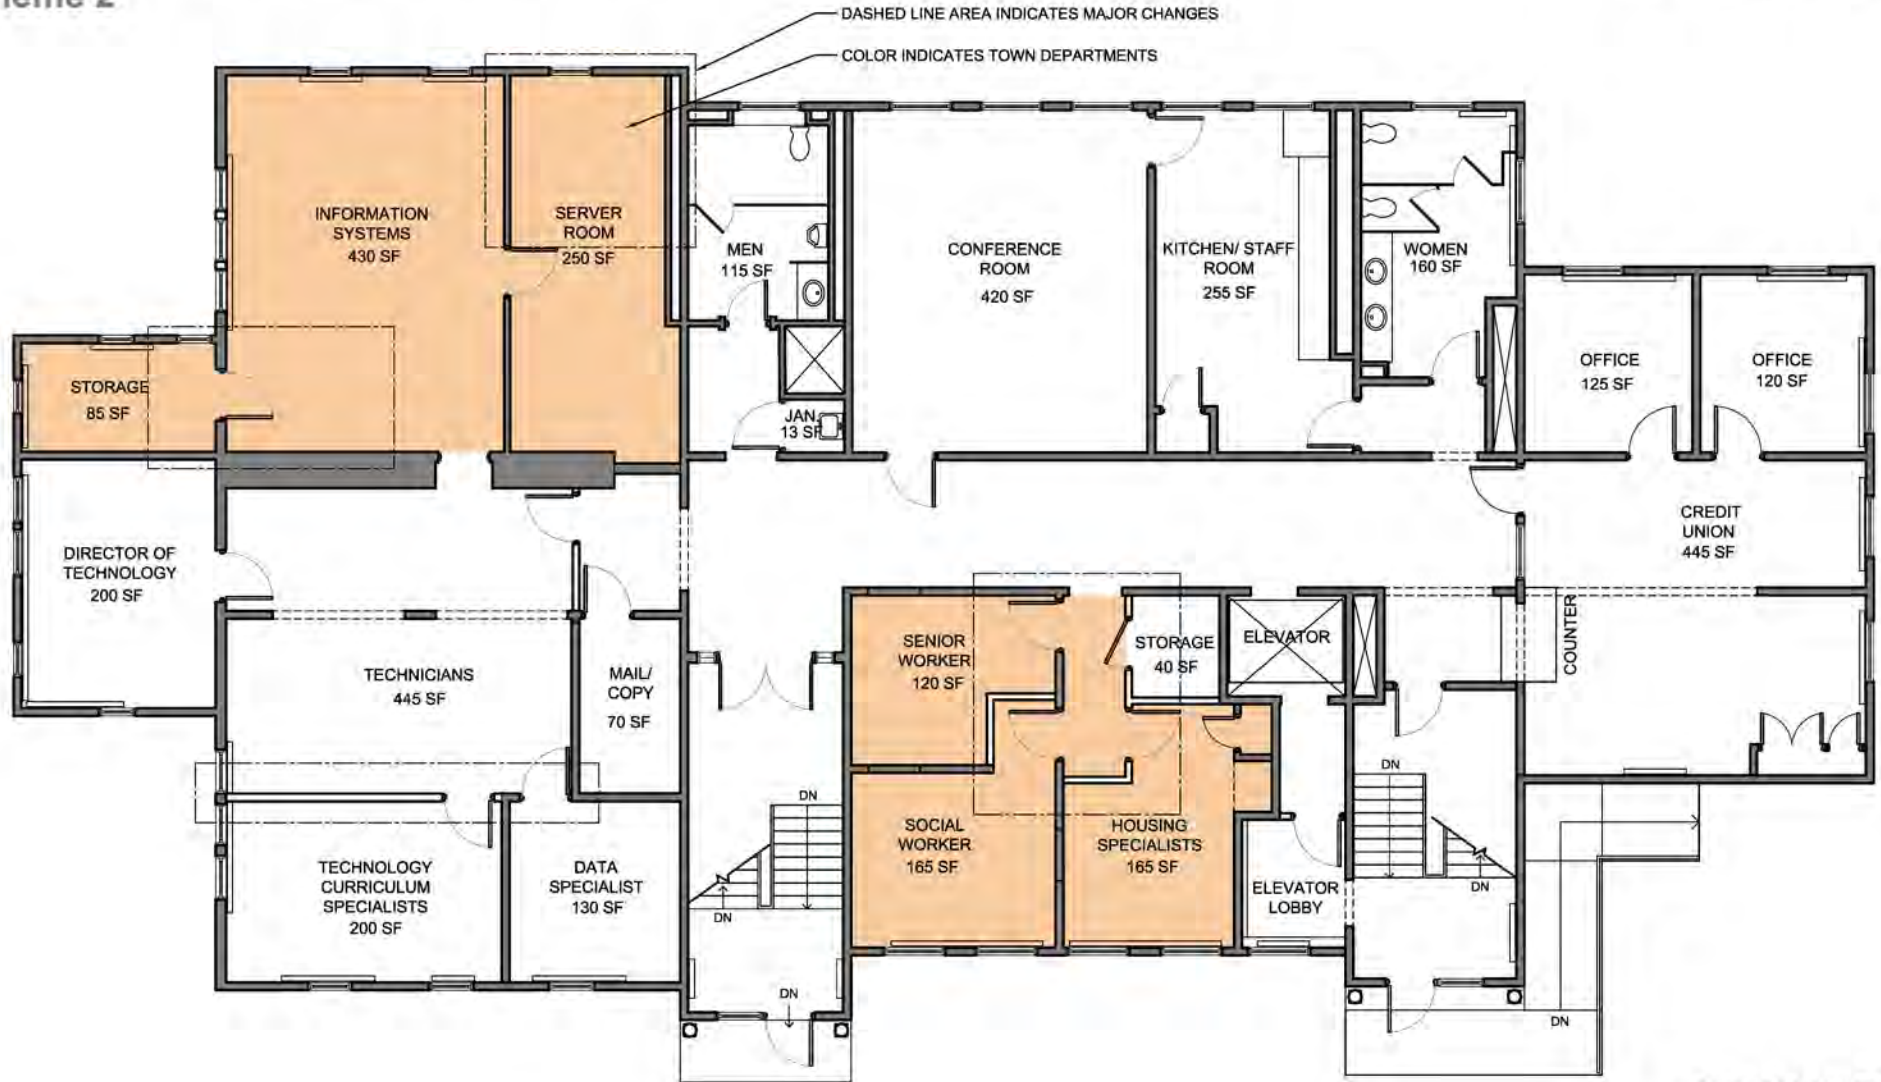 DASHED LINE AREA INDICATES MAJOR CHANGES
COLOR INDICATES TOWN DEPARTMENTS
INFORMATION
SYSTEMS
430 SF
SERVER
ROOM
250 SF
MEN
115 SF
CONFERENCE
ROOM
420 SF
KITCHEN/ STAFF
ROOM
255 SF
WOMEN
160 SF
OFFICE
125 SF
OFFICE
120 SF
STORAGE
85 SF
JAN.
13 SF
DIRECTOR OF
TECHNOLOGY
200 SF
CREDIT
UNION
445 SF
COUNTER
TECHNICIANS
445 SF
MAIL/
COPY
70 SF
SENIOR
WORKER
120 SF
STORAGE
40 SF
ELEVATOR
TECHNOLOGY
CURRICULUM
SPECIALISTS
200 SF
DATA
SPECIALIST
130 SF
DN
DN
DN
SOCIAL
WORKER
165 SF
HOUSING
SPECIALISTS
165 SF
ELEVATOR
LOBBY
DN
DN
DN